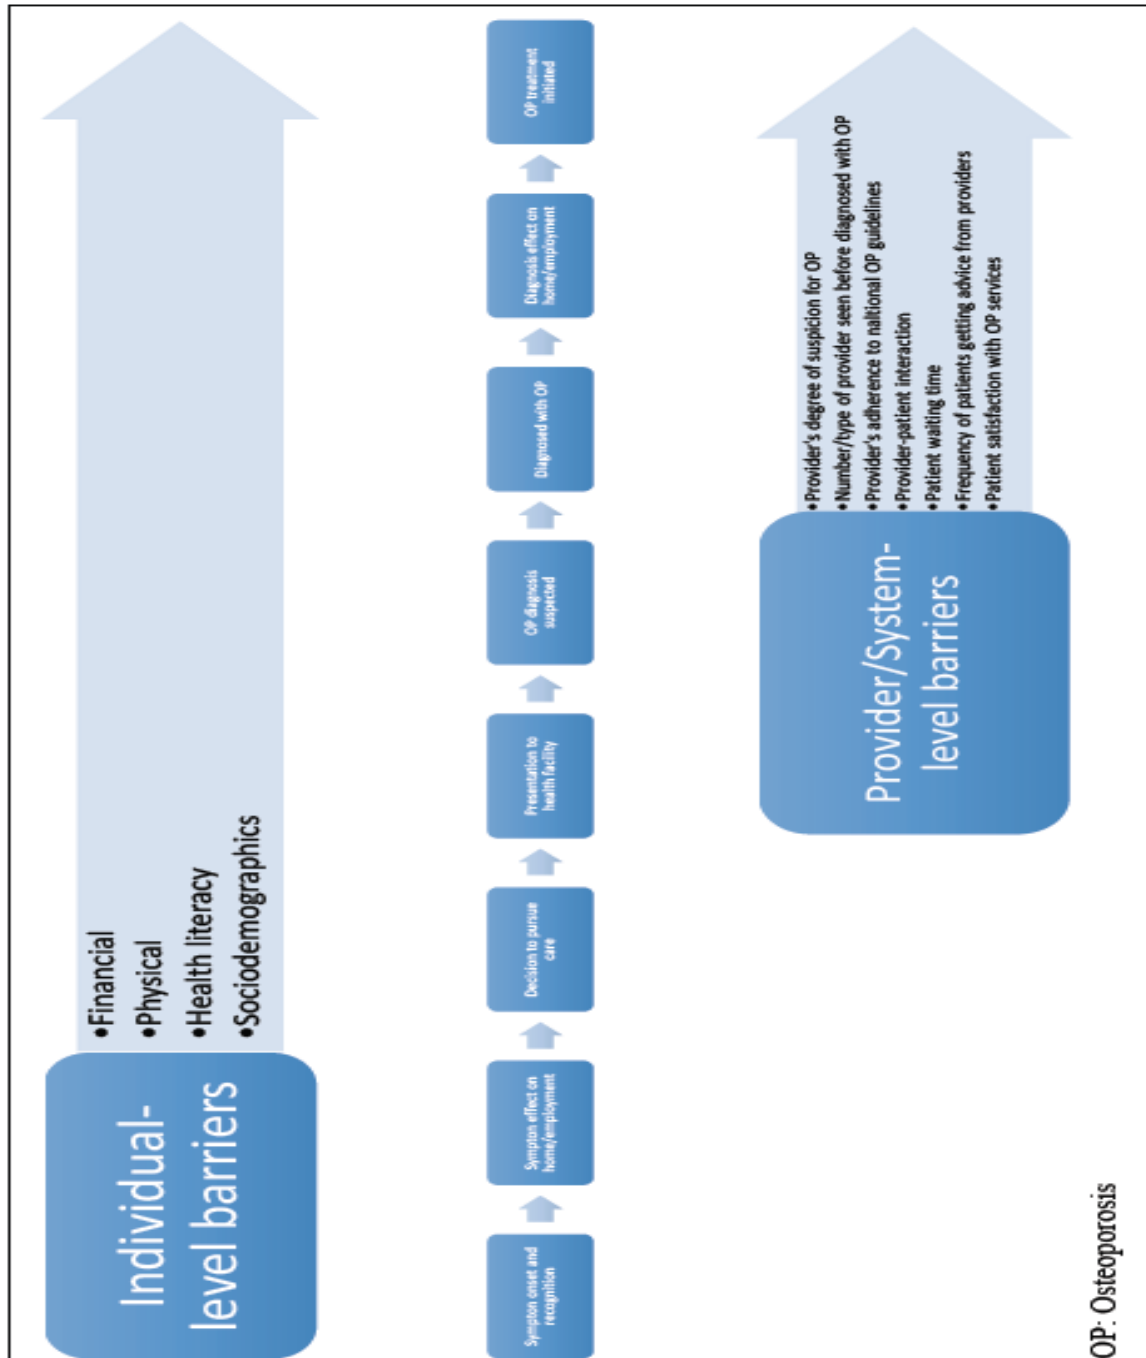 Individual-
level barriers
•Financial
•Physical
•Health literacy
•Sociodemographics
Sympton onset and
recognition
Sympton effect on
home/employment
Decision to pursue
care
Presentation to
health facility
OP diagnosis
suspected
Diagnosed with OP
Diagnosis effect on
home/employment
OP treatment
initiated
Provider/System-
level barriers
•Provider's degree of suspicion for OP
•Number/type of provider seen before diagnosed with OP
•Provider's adherence to naltional OP guidelines
•Provider-patient interaction
•Patient waiting time
•Frequency of patients getting advice from providers
•Patient satisfaction with OP services
OP: Osteoporosis